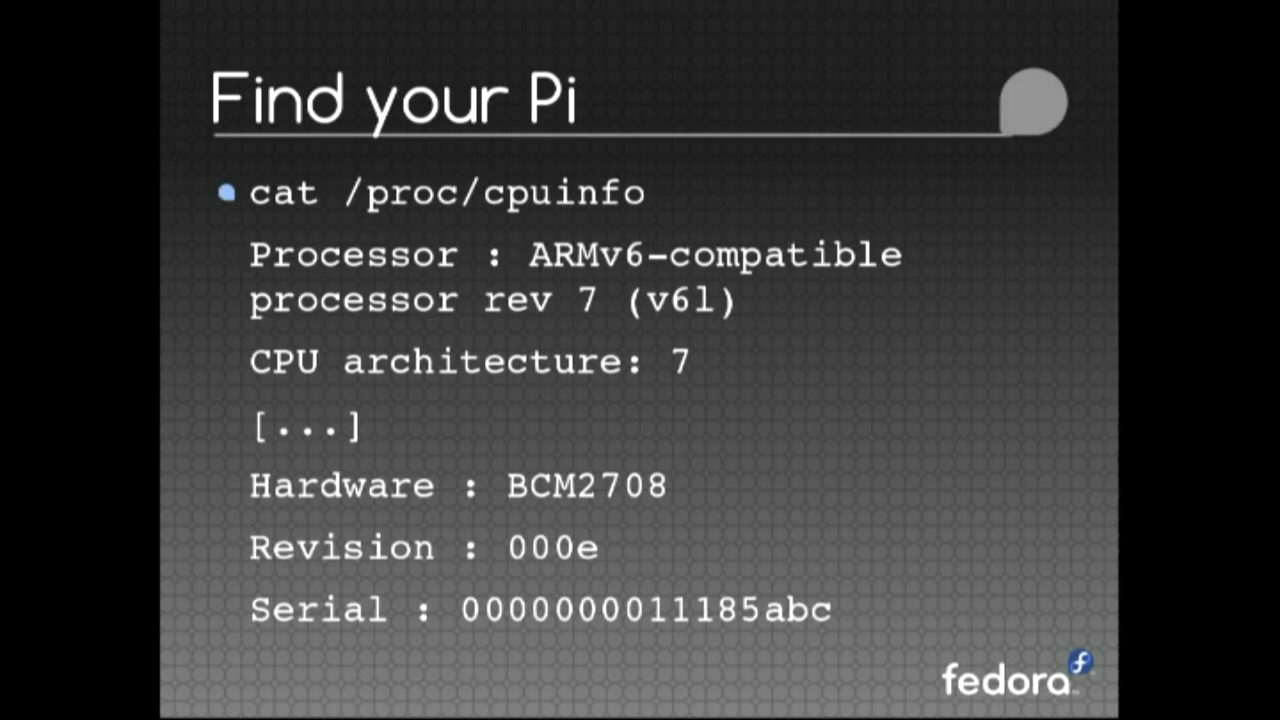 Find your Pi
cat /proc/cpuinfo
Processor : ARMv6-compatible
processor rev 7 (v6l)
CPU architecture: 7
[...]
Hardware : BCM2708
Revision : 000e
Serial : 0000000011185abc
fedora